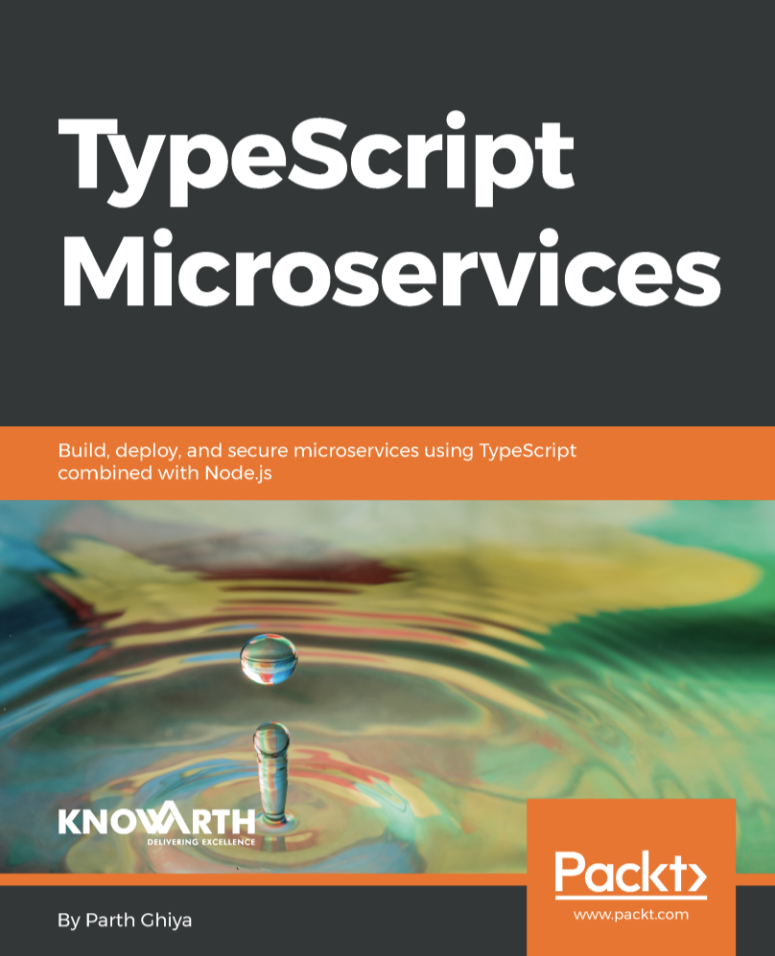 TypeScript
Microservices
Build, deploy, and secure microservices using TypeScript
combined with Node.js
KNOWARTH
DELIVERING EXCELLENCE
Packt>
www.packt.com
By Parth Ghiya